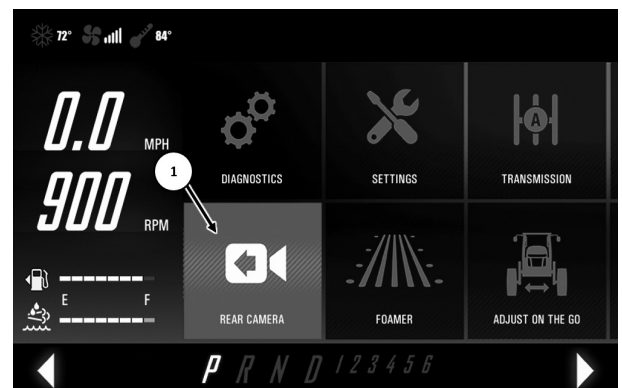 72° 84°
0.0 MPH
1
DIAGNOSTICS SETTINGS TRANSMISSION
A
900 RPM
E F
REAR CAMERA FOAMER ADJUST ON THE GO
P R N D 1 2 3 4 5 6